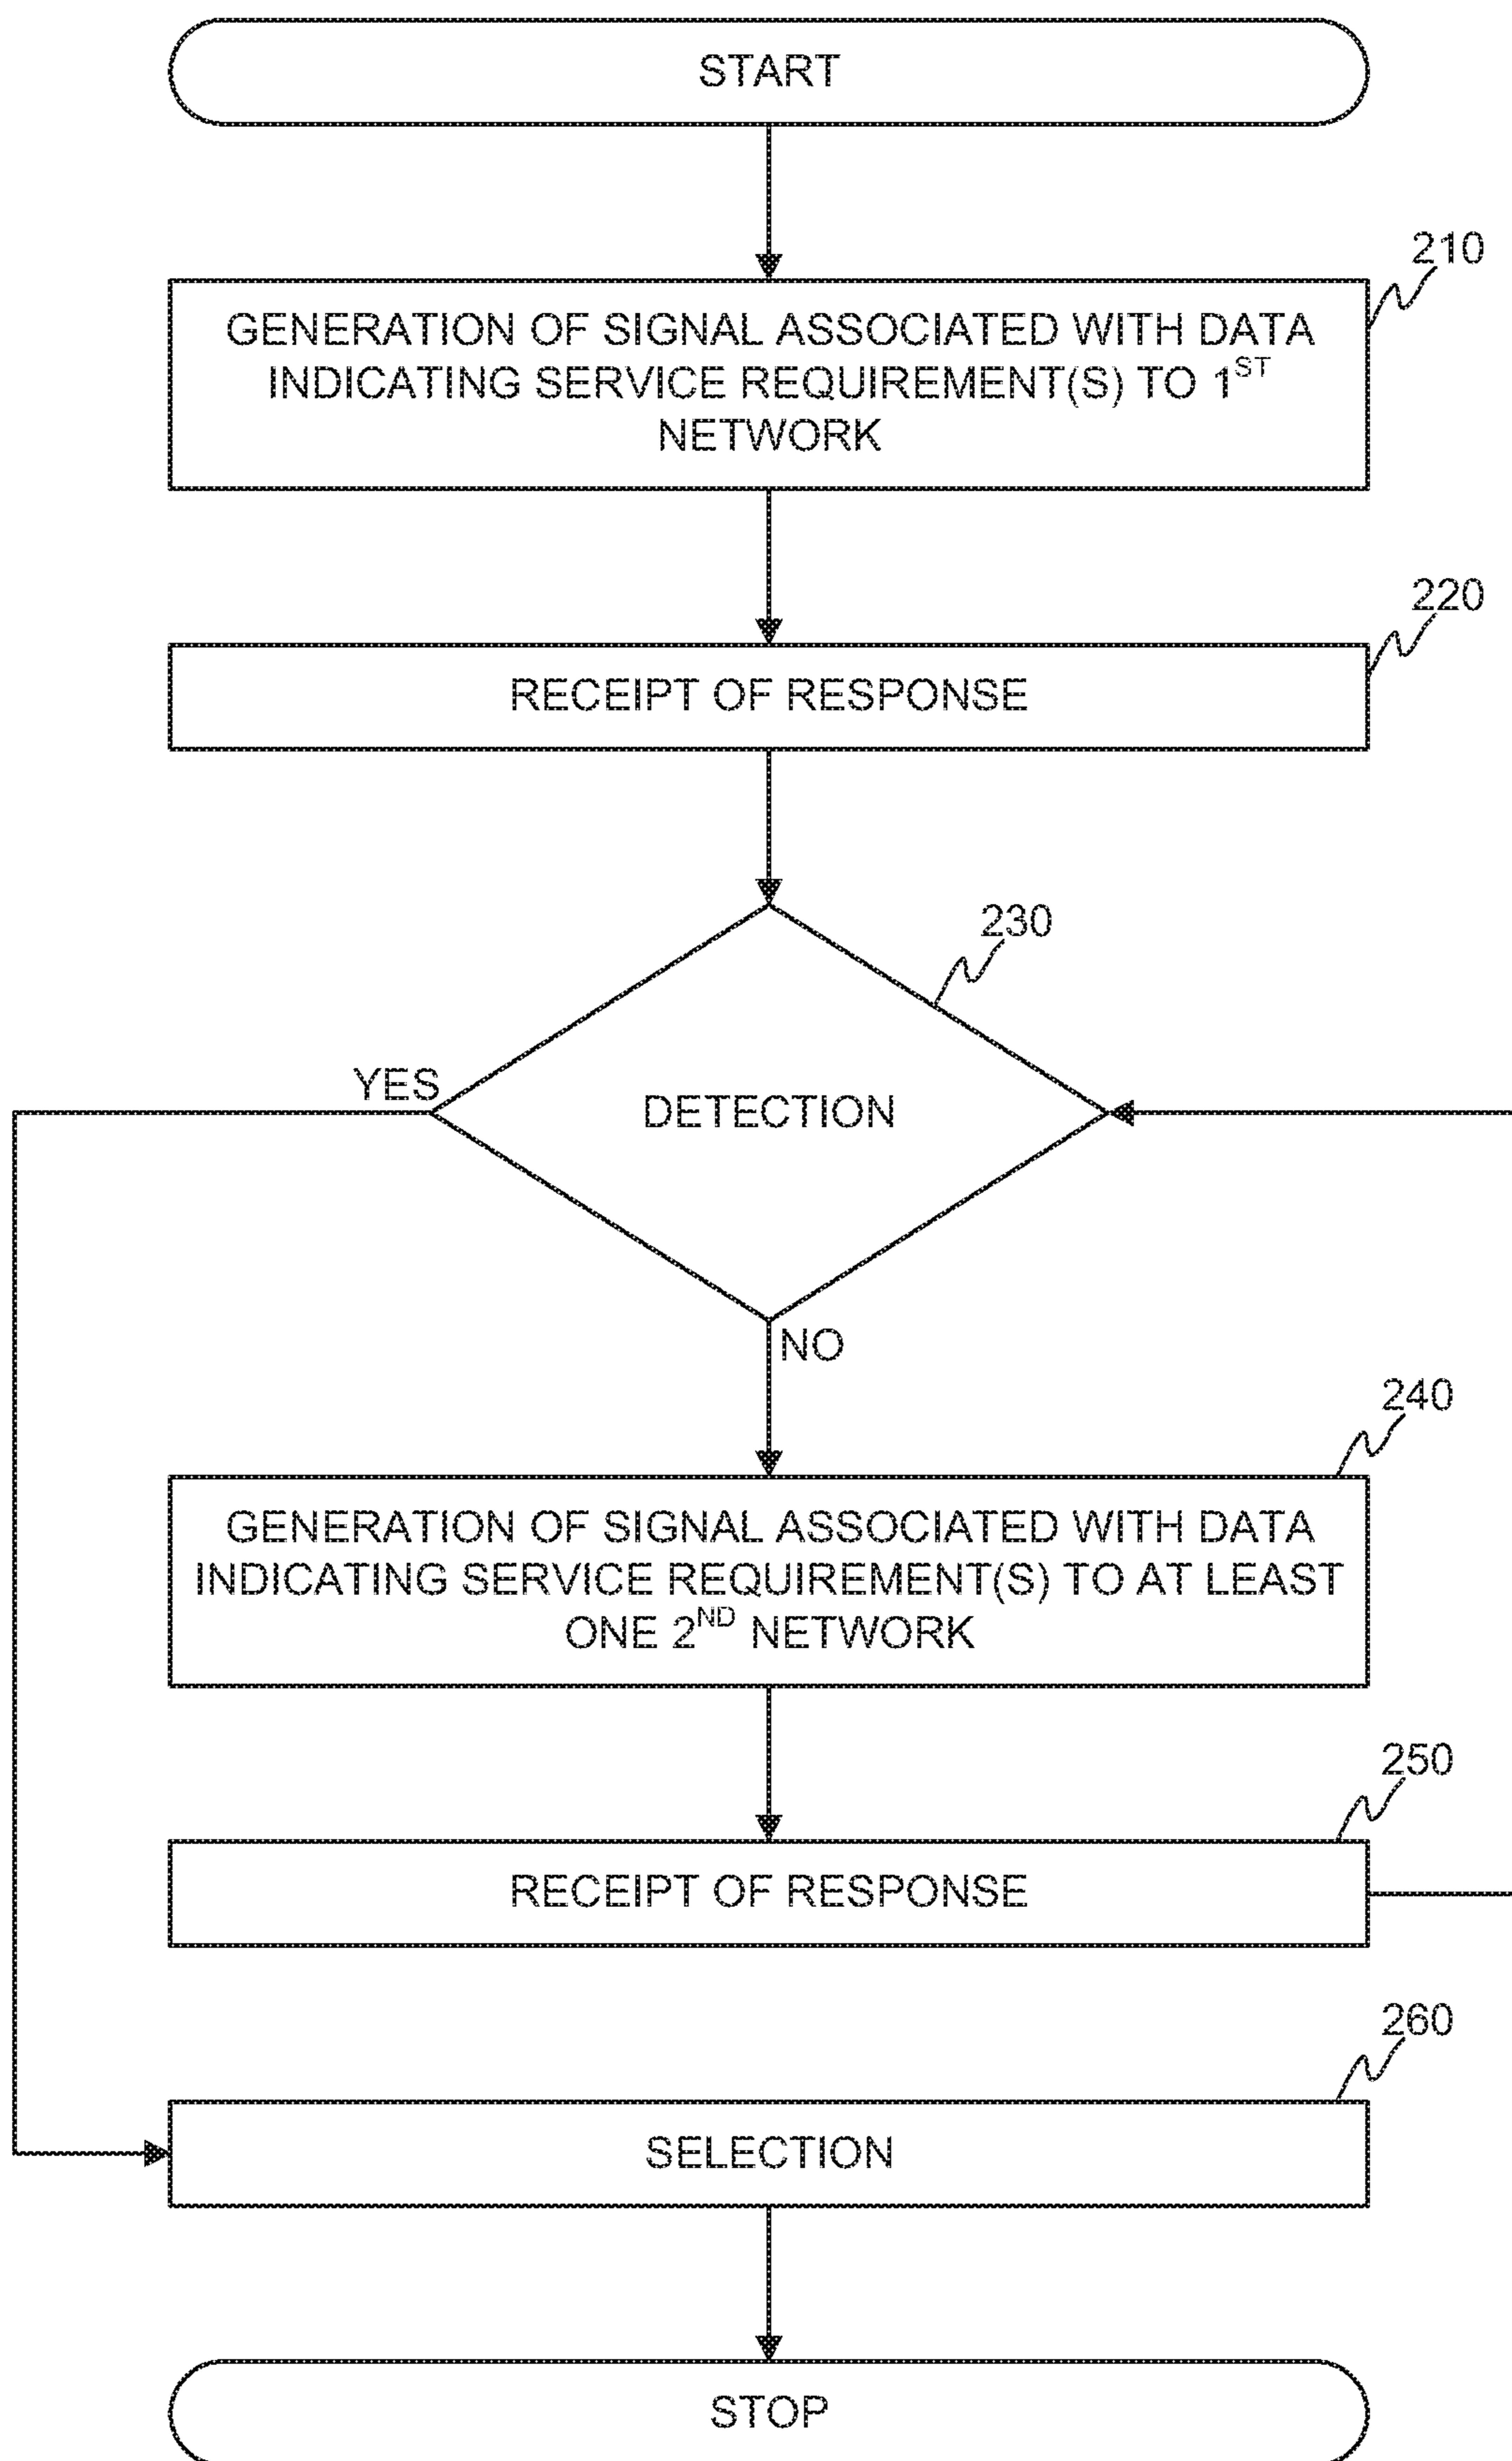 START
210
GENERATION OF SIGNAL ASSOCIATED WITH DATA
INDICATING SERVICE REQUIREMENT(S) TO 1ST
NETWORK
220
RECEIPT OF RESPONSE
230
YES
DETECTION
NO
240
GENERATION OF SIGNAL ASSOCIATED WITH DATA
INDICATING SERVICE REQUIREMENT(S) TO AT LEAST
ONE 2ND NETWORK
250
RECEIPT OF RESPONSE
260
SELECTION
STOP